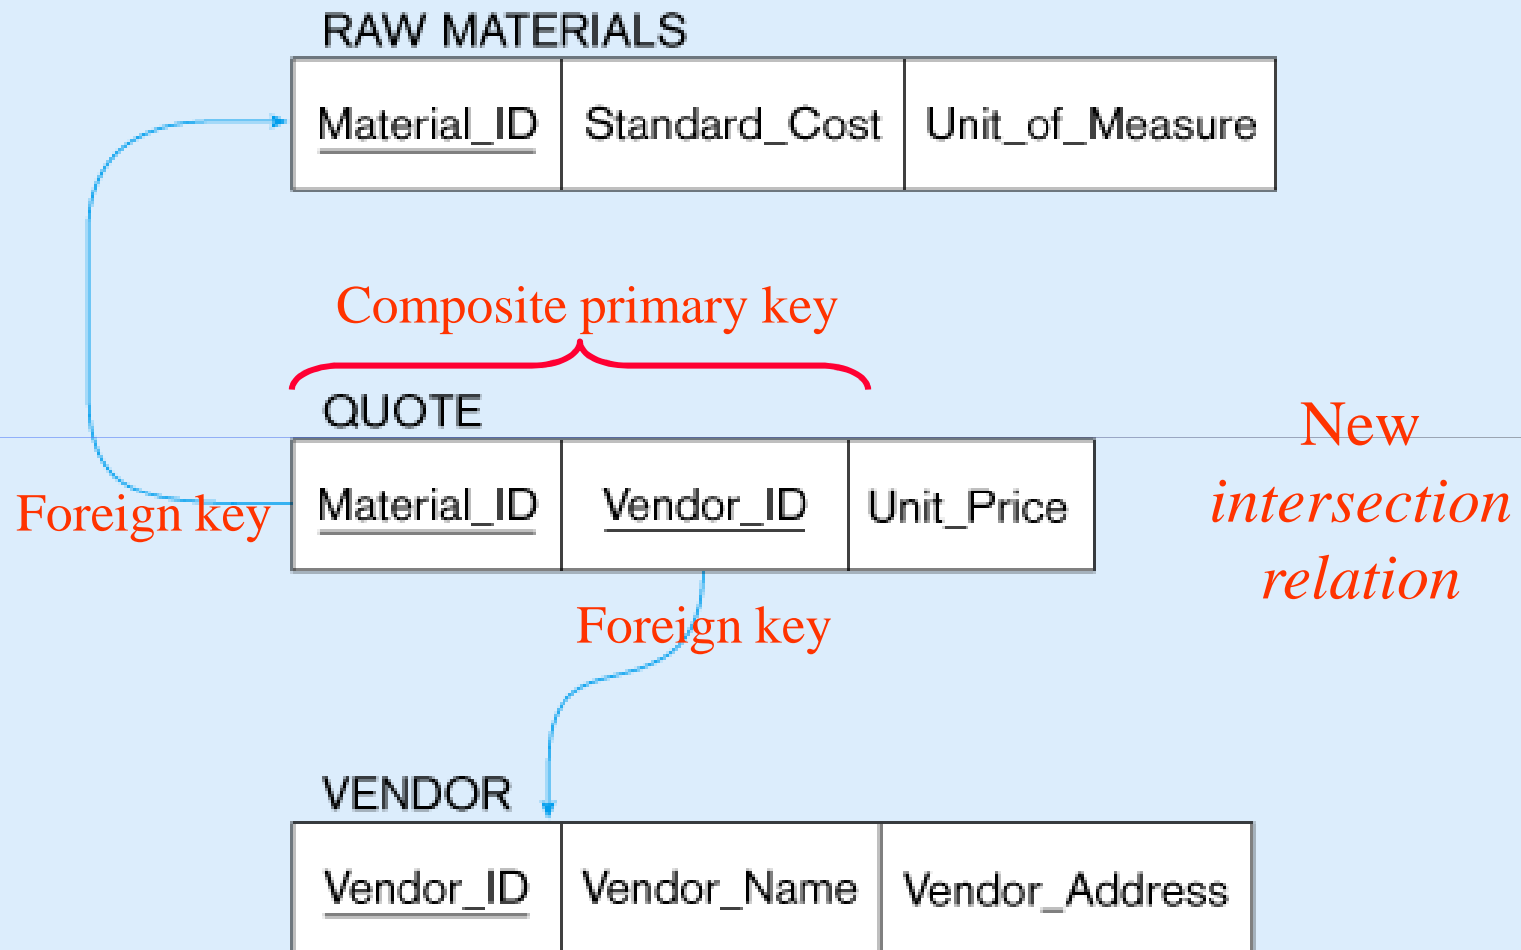 RAW MATERIALS
Material_ID Standard_Cost Unit_of_Measure
Composite primary key
QUOTE
Material_ID Vendor_ID Unit_Price
Foreign key
New
intersection
relation
Foreign key
VENDOR
Vendor_ID Vendor_Name Vendor_Address